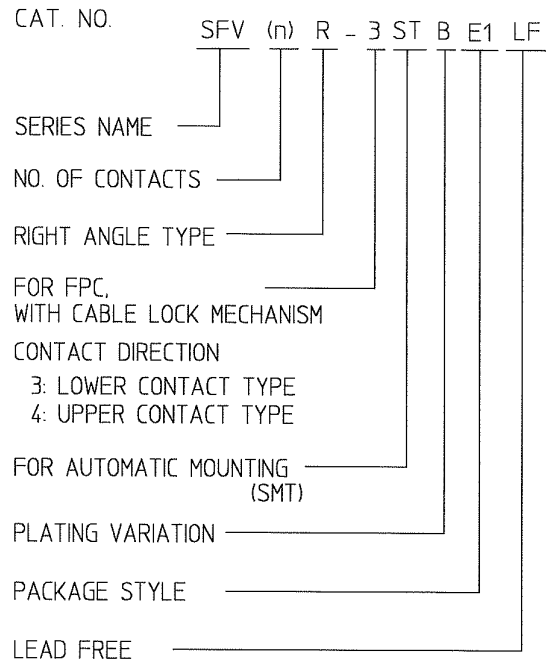 CAT. NO.
SFV (n) R - 3 ST B E1 LF
SERIES NAME
NO. OF CONTACTS
RIGHT ANGLE TYPE
FOR FPC,
WITH CABLE LOCK MECHANISM
CONTACT DIRECTION
3: LOWER CONTACT TYPE
4: UPPER CONTACT TYPE
FOR AUTOMATIC MOUNTING
(SMT)
PLATING VARIATION
PACKAGE STYLE
LEAD FREE